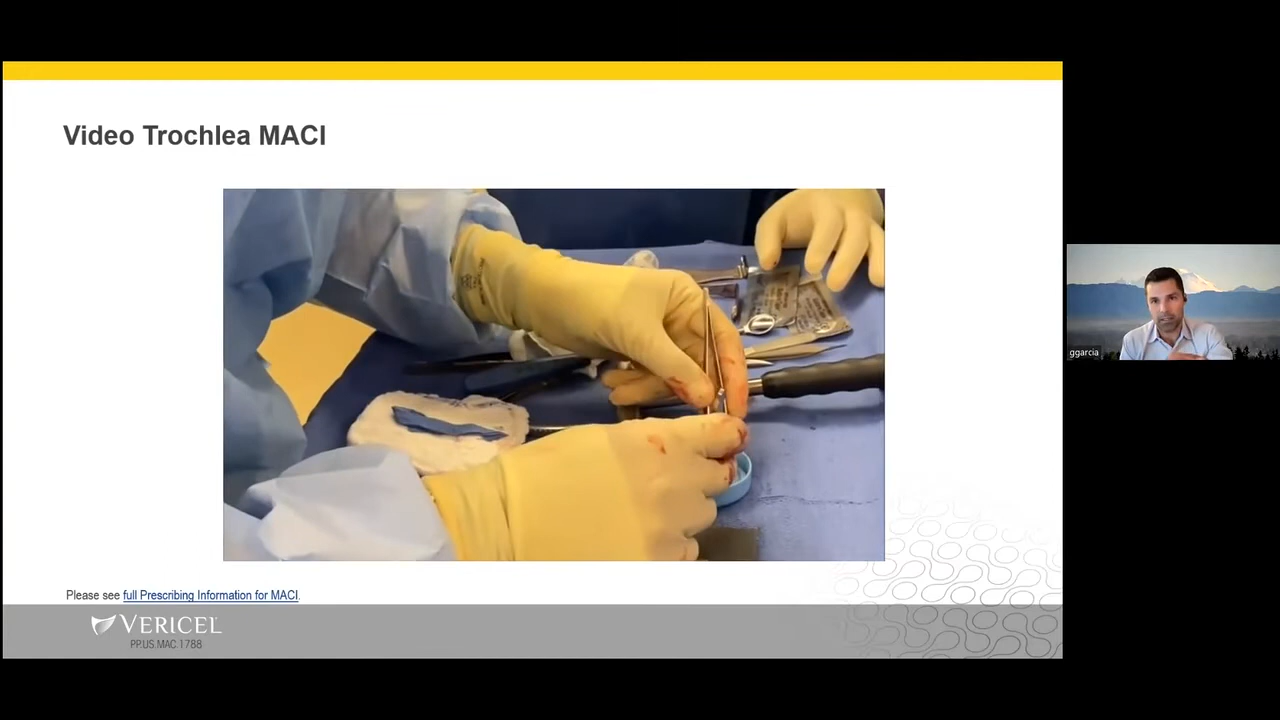 Video Trochlea MACI
ggarcia
Please see full Prescribing Information for MACI.
VERICEL
PP.US.MAC.1788